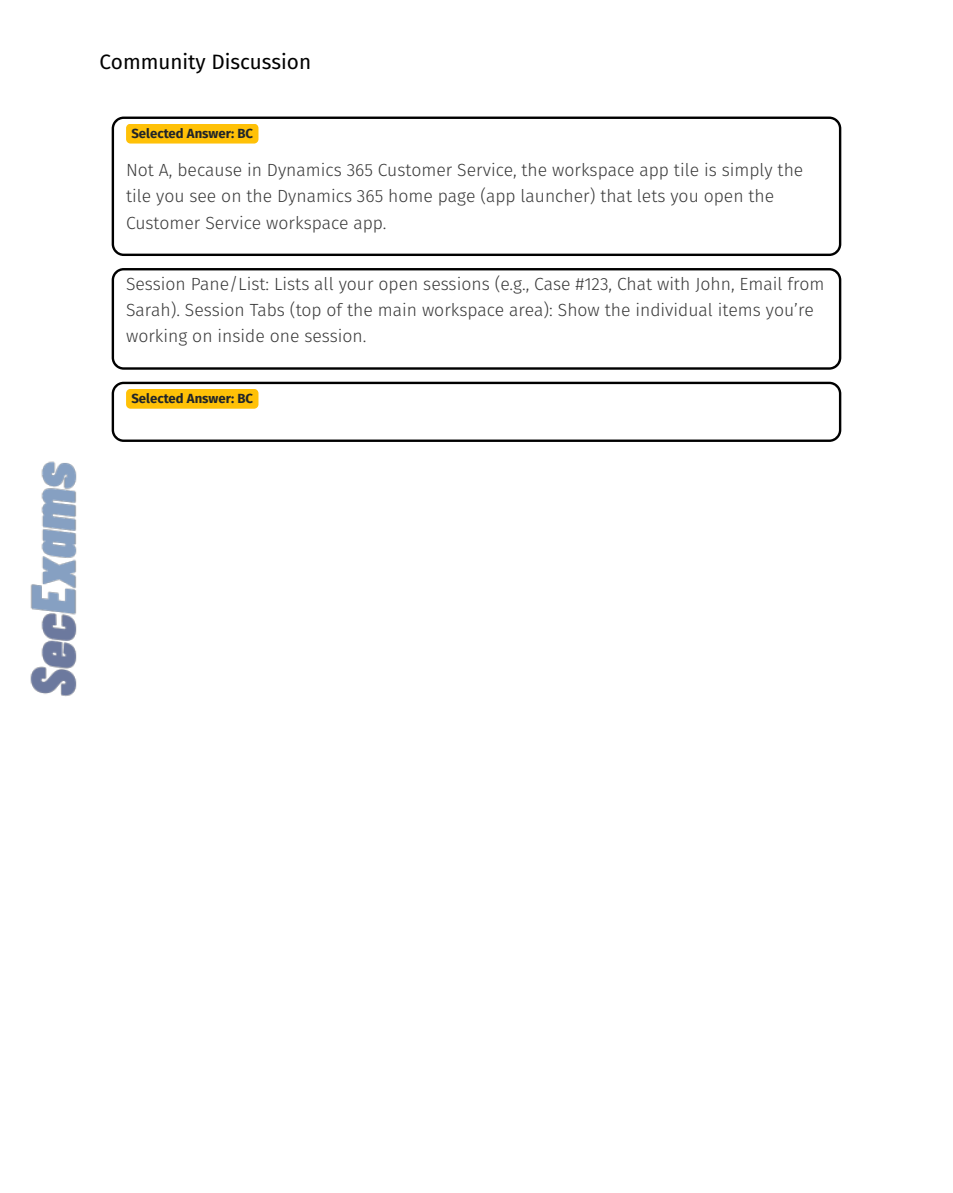 Community Discussion
Selected Answer: BC
Not A, because in Dynamics 365 Customer Service, the workspace app tile is simply the
tile you see on the Dynamics 365 home page (app launcher) that lets you open the
Customer Service workspace app.
Session Pane/List: Lists all your open sessions (e.g., Case #123, Chat with John, Email from
Sarah). Session Tabs (top of the main workspace area): Show the individual items you’re
working on inside one session.
Selected Answer: BC
SecExams